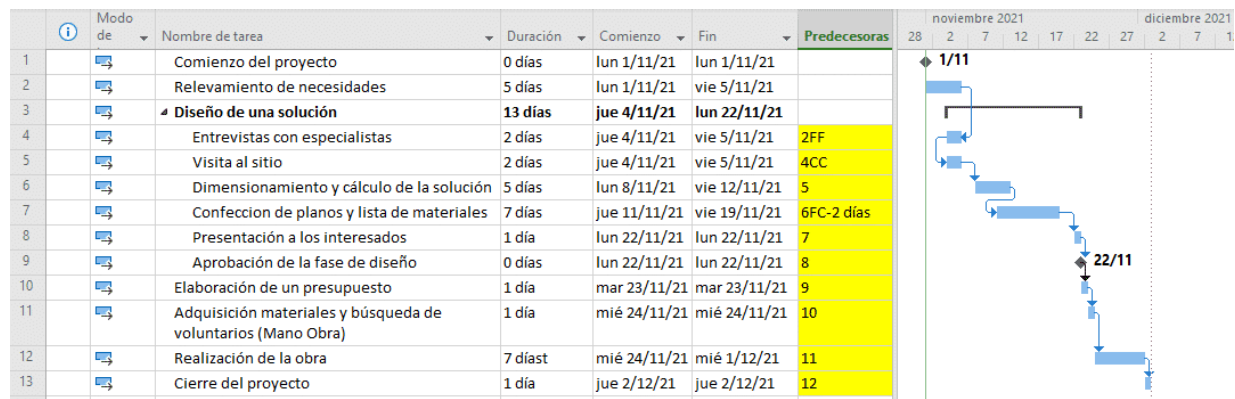 Modo de
Nombre de tarea Duración Comienzo Fin Predecesoras
noviembre 2021 diciembre 2021
28 2 7 12 17 22 27 2 7
1 Comienzo del proyecto 0 días lun 1/11/21 lun 1/11/21 1/11
2 Relevamiento de necesidades 5 días lun 1/11/21 vie 5/11/21
3 Diseño de una solución 13 días jue 4/11/21 lun 22/11/21
4 Entrevistas con especialistas 2 días jue 4/11/21 vie 5/11/21 2FF
5 Visita al sitio 2 días jue 4/11/21 vie 5/11/21 4CC
6 Dimensionamiento y cálculo de la solución 5 días lun 8/11/21 vie 12/11/21 5
7 Confeccion de planos y lista de materiales 7 días jue 11/11/21 vie 19/11/21 6FC-2 días
8 Presentación a los interesados 1 día lun 22/11/21 lun 22/11/21 7
9 Aprobación de la fase de diseño 0 días lun 22/11/21 lun 22/11/21 8 22/11
10 Elaboración de un presupuesto 1 día mar 23/11/21 mar 23/11/21 9
11 Adquisición materiales y búsqueda de 1 día mié 24/11/21 mié 24/11/21 10
voluntarios (Mano Obra)
12 Realización de la obra 7 díast mié 24/11/21 mié 1/12/21 11
13 Cierre del proyecto 1 día jue 2/12/21 jue 2/12/21 12